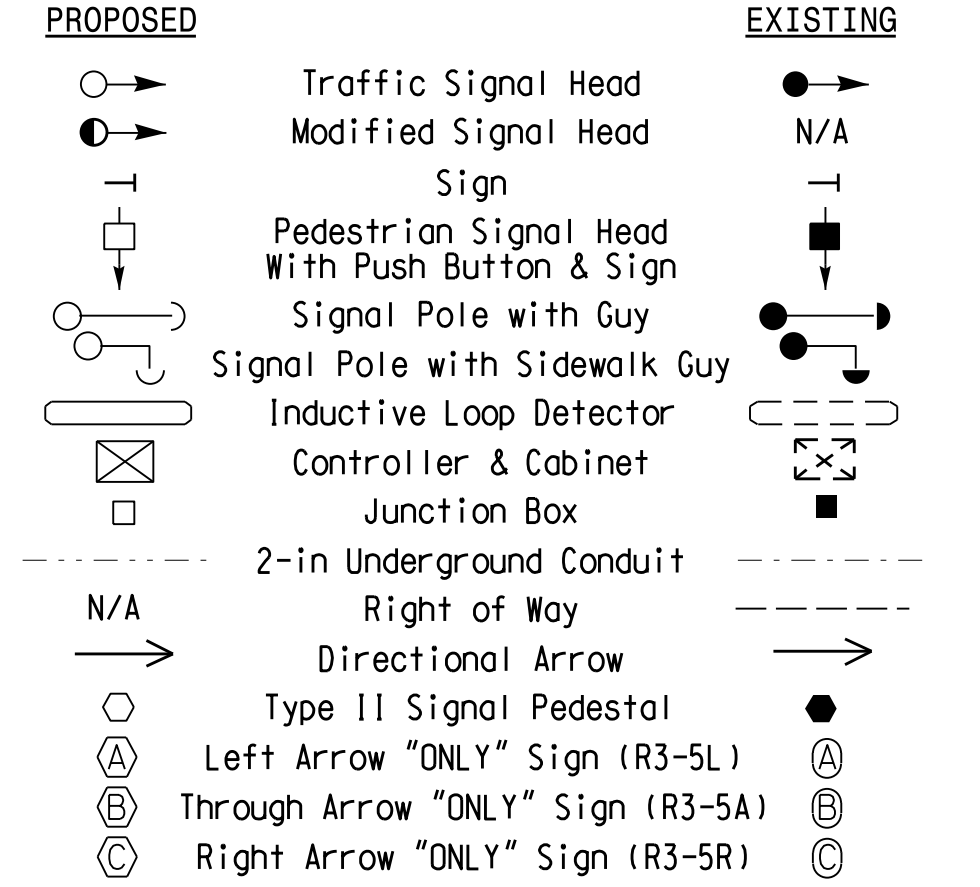 PROPOSED EXISTING
Traffic Signal Head
Modified Signal Head N/A
Sign
Pedestrian Signal Head
With Push Button & Sign
Signal Pole with Guy
Signal Pole with Sidewalk Guy
Inductive Loop Detector
Controller & Cabinet
Junction Box
2-in Underground Conduit
N/A Right of Way
Directional Arrow
Type II Signal Pedestal
A Left Arrow "ONLY" Sign (R3-5L) A
B Through Arrow "ONLY" Sign (R3-5A) B
C Right Arrow "ONLY" Sign (R3-5R) C